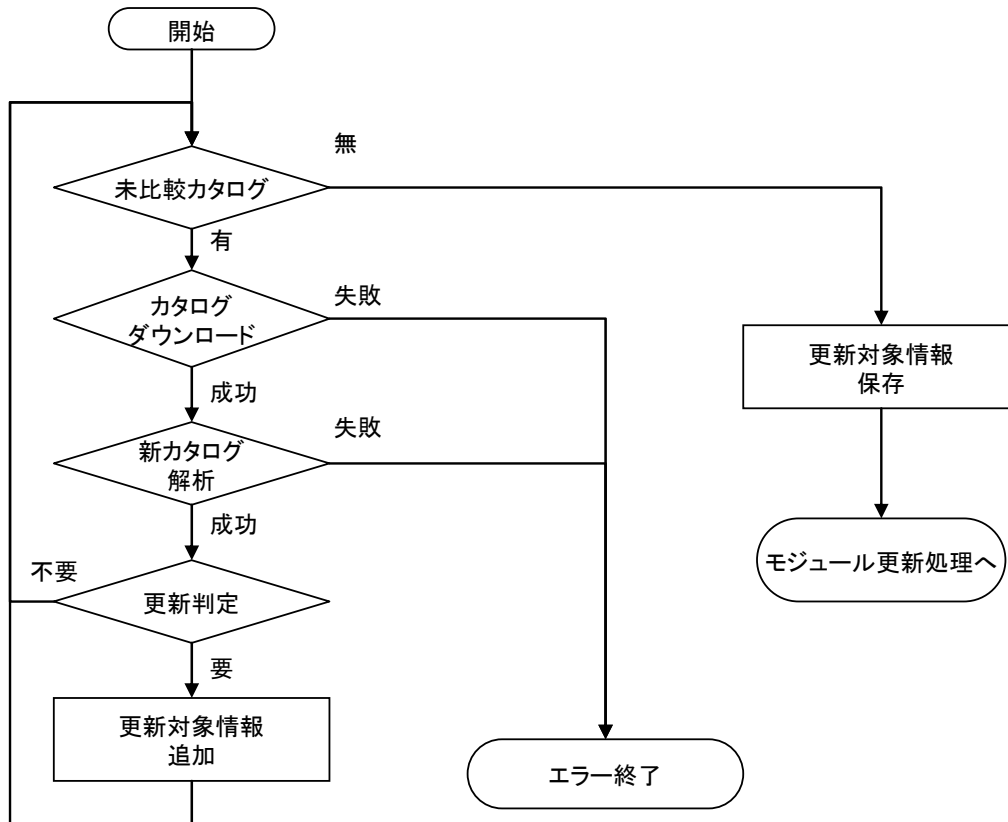 開始
無
未比較カタログ
有
カタログ
ダウンロード
失敗
更新対象情報
保存
成功
新カタログ
解析
失敗
成功
モジュール更新処理へ
不要
更新判定
要
更新対象情報
追加
エラー終了